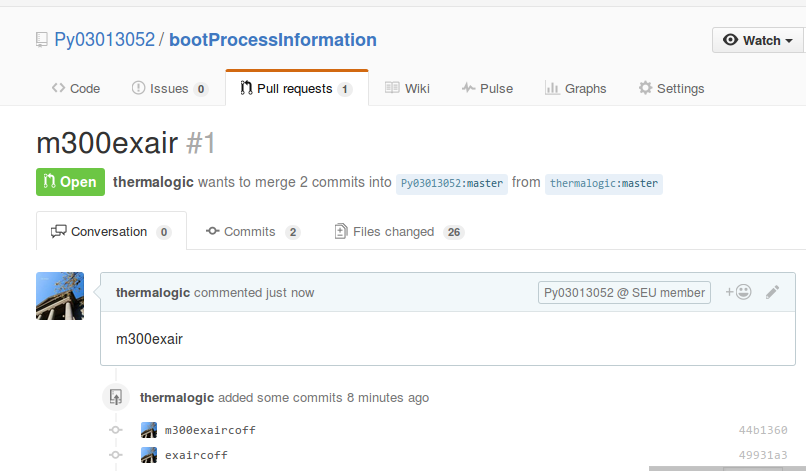 Py03013052 / bootProcessInformation
Watch
Code
Issues 0
Pull requests 1
Wiki
Pulse
Graphs
Settings
m300exair #1
Open thermalogic wants to merge 2 commits into Py03013052:master from thermalogic:master
Conversation 0
Commits 2
Files changed 26
thermalogic commented just now
Py03013052 @ SEU member
+
m300exair
thermalogic added some commits 8 minutes ago
m300exaircoff 44b1360
exaircoff 49931a3